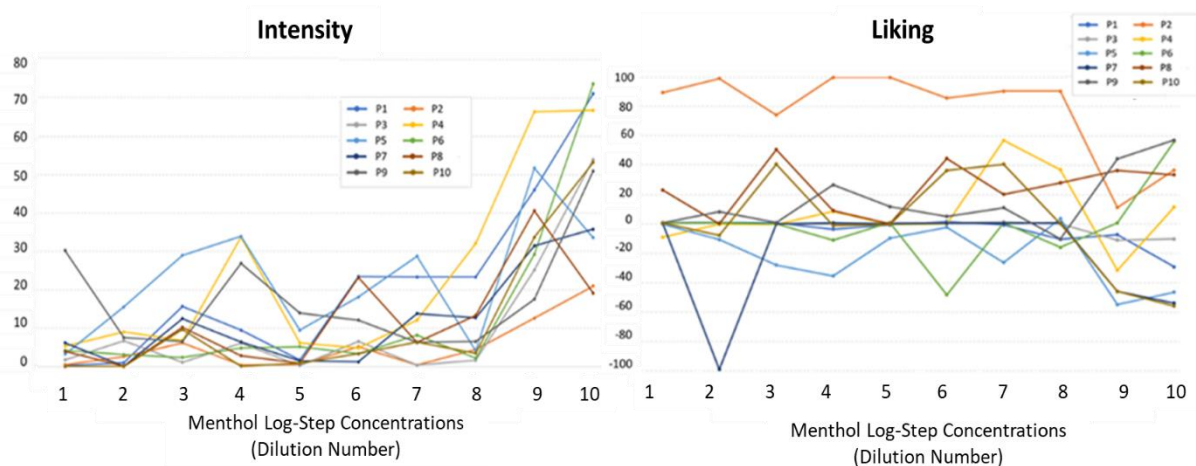 Intensity
80
70
60
50
40
30
20
10
0
P1 P2
P3 P4
P5 P6
P7 P8
P9 P10
1 2 3 4 5 6 7 8 9 10
Menthol Log-Step Concentrations
(Dilution Number)
Liking
P1 P2
P3 P4
P5 P6
P7 P8
P9 P10
100
80
60
40
20
0
-20
-40
-60
-80
-100
1 2 3 4 5 6 7 8 9 10
Menthol Log-Step Concentrations
(Dilution Number)